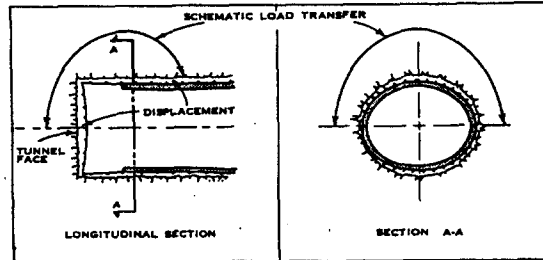 SCHEMATIC LOAD TRANSFER
A
DISPLACEMENT
TUNNEL
FACE
A
LONGITUDINAL SECTION
SECTION A-A